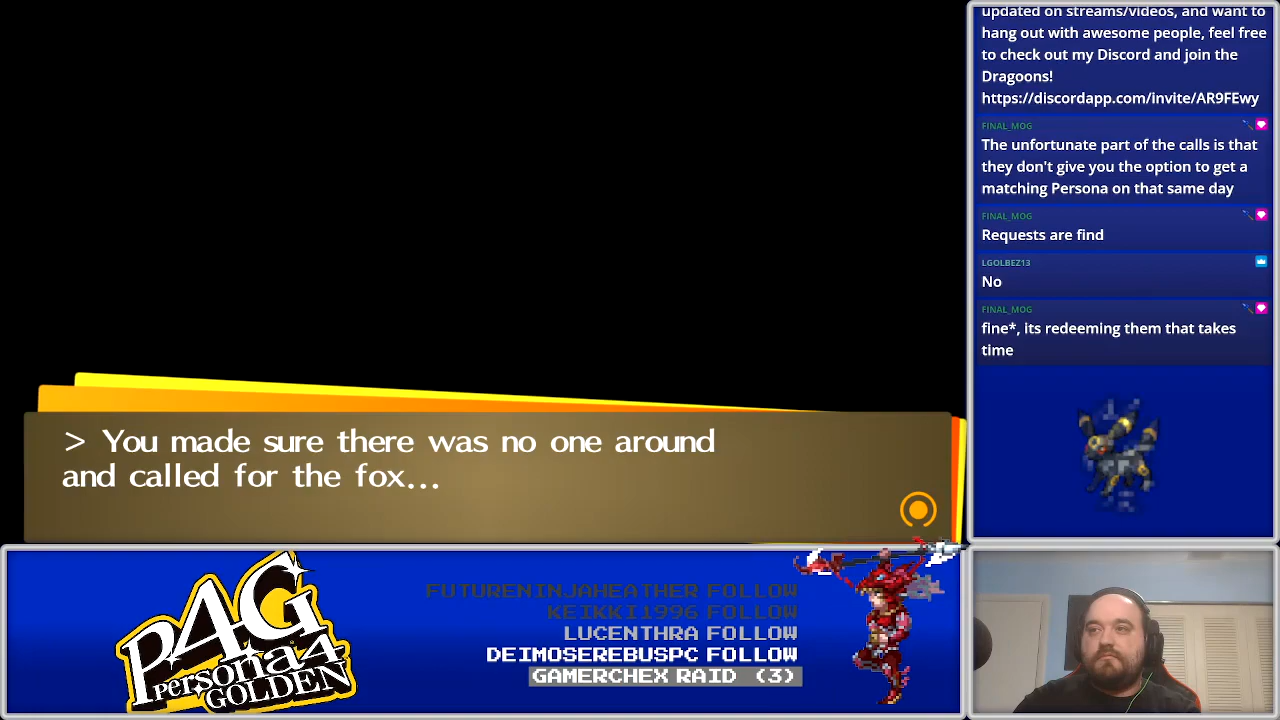 updated on streams/videos, and want to
hang out with awesome people, feel free
to check out my Discord and join the
Dragoons!
https://discordapp.com/invite/AR9FEwy
FINAL_MOG
The unfortunate part of the calls is that
they don't give you the option to get a
matching Persona on that same day
FINAL_MOG
Requests are find
LGOLBEZ13
No
FINAL_MOG
fine*, its redeeming them that takes
time
> You made sure there was no one around
and called for the fox...
P4G
Persona4
GOLDEN
FUTURENINJAHEATHER FOLLOW
KEIKKI1996 FOLLOW
LUCENTHRA FOLLOW
DEIMOSEREBUSPC FOLLOW
GAMERCHEX RAID (3)